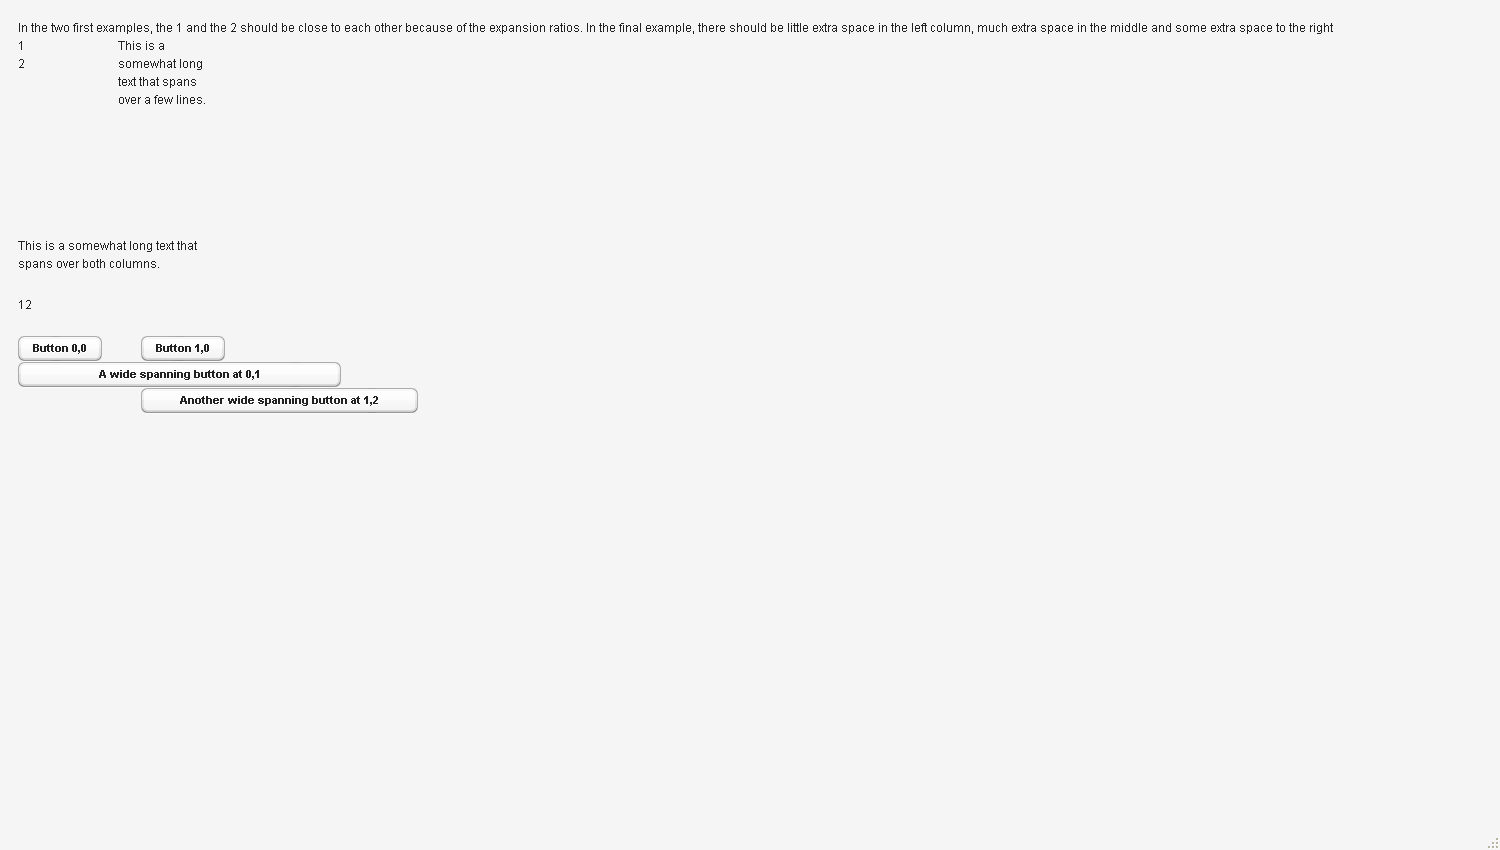 In the two first examples, the 1 and the 2 should be close to each other because of the expansion ratios. In the final example, there should be little extra space in the left column, much extra space in the middle and some extra space to the right
1 This is a
2 somewhat long
text that spans
over a few lines.
This is a somewhat long text that
spans over both columns.
1 2
Button 0,0 Button 1,0
A wide spanning button at 0,1
Another wide spanning button at 1,2